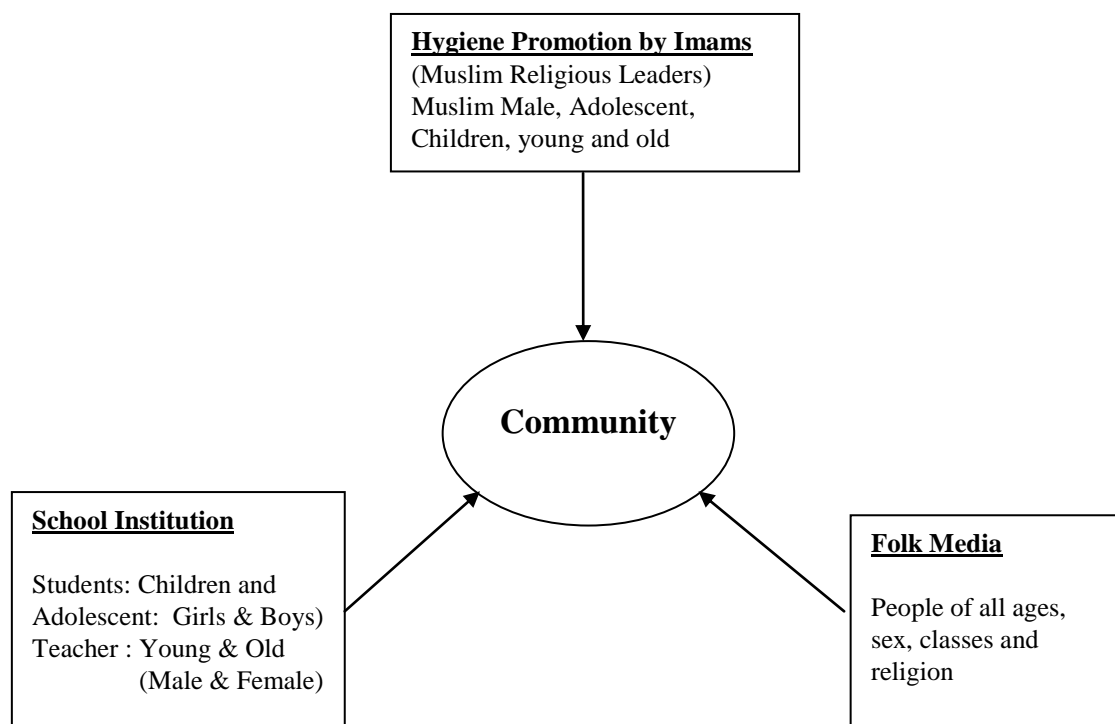 Hygiene Promotion by Imams
(Muslim Religious Leaders)
Muslim Male, Adolescent,
Children, young and old
Community
School Institution
Students: Children and
Adolescent:  Girls & Boys)
Teacher : Young & Old
(Male & Female)
Folk Media
People of all ages,
sex, classes and
religion